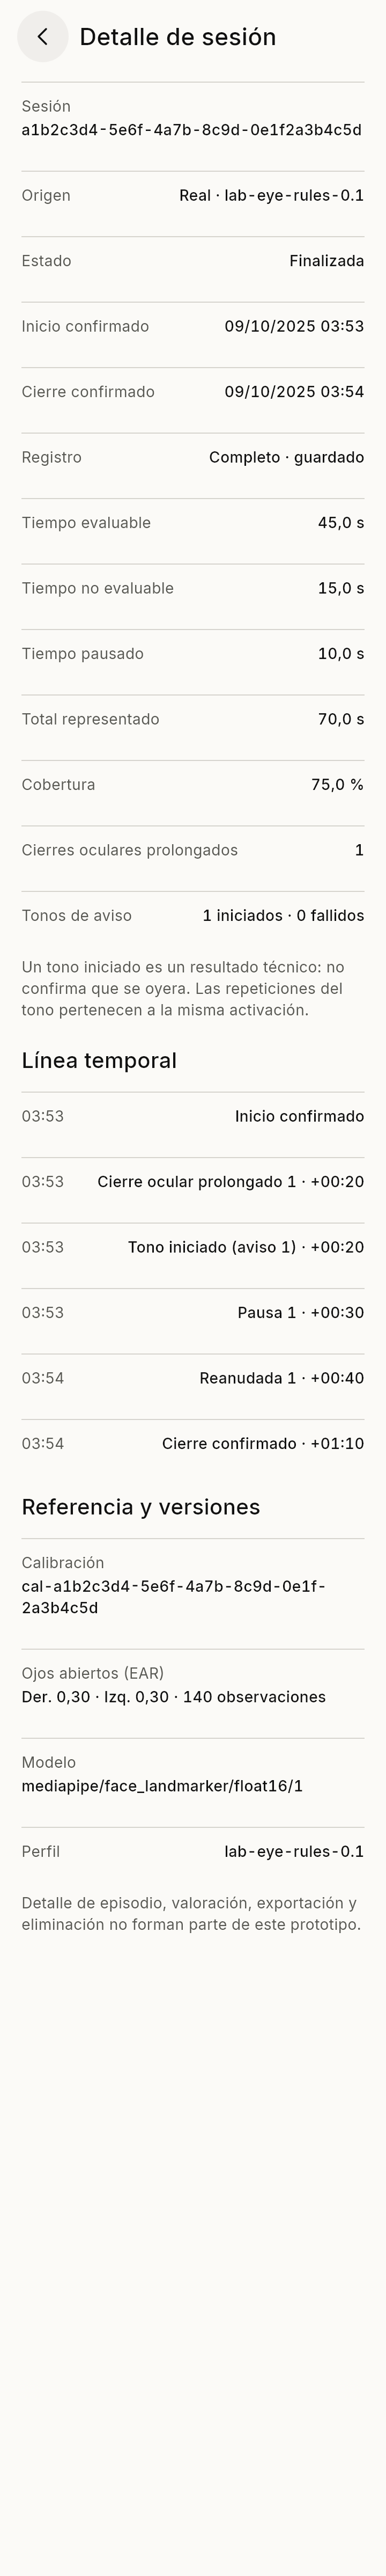 Detalle de sesión
Sesión
a1b2c3d4-5e6f-4a7b-8c9d-0e1f2a3b4c5d
Origen Real · lab-eye-rules-0.1
Estado Finalizada
Inicio confirmado 09/10/2025 03:53
Cierre confirmado 09/10/2025 03:54
Registro Completo · guardado
Tiempo evaluable 45,0 s
Tiempo no evaluable 15,0 s
Tiempo pausado 10,0 s
Total representado 70,0 s
Cobertura 75,0 %
Cierres oculares prolongados 1
Tonos de aviso 1 iniciados · 0 fallidos
Un tono iniciado es un resultado técnico: no
confirma que se oyera. Las repeticiones del
tono pertenecen a la misma activación.
Línea temporal
03:53 Inicio confirmado
03:53 Cierre ocular prolongado 1 · +00:20
03:53 Tono iniciado (aviso 1) · +00:20
03:53 Pausa 1 · +00:30
03:54 Reanudada 1 · +00:40
03:54 Cierre confirmado · +01:10
Referencia y versiones
Calibración
cal-a1b2c3d4-5e6f-4a7b-8c9d-0e1f-
2a3b4c5d
Ojos abiertos (EAR)
Der. 0,30 · Izq. 0,30 · 140 observaciones
Modelo
mediapipe/face_landmarker/float16/1
Perfil lab-eye-rules-0.1
Detalle de episodio, valoración, exportación y
eliminación no forman parte de este prototipo.